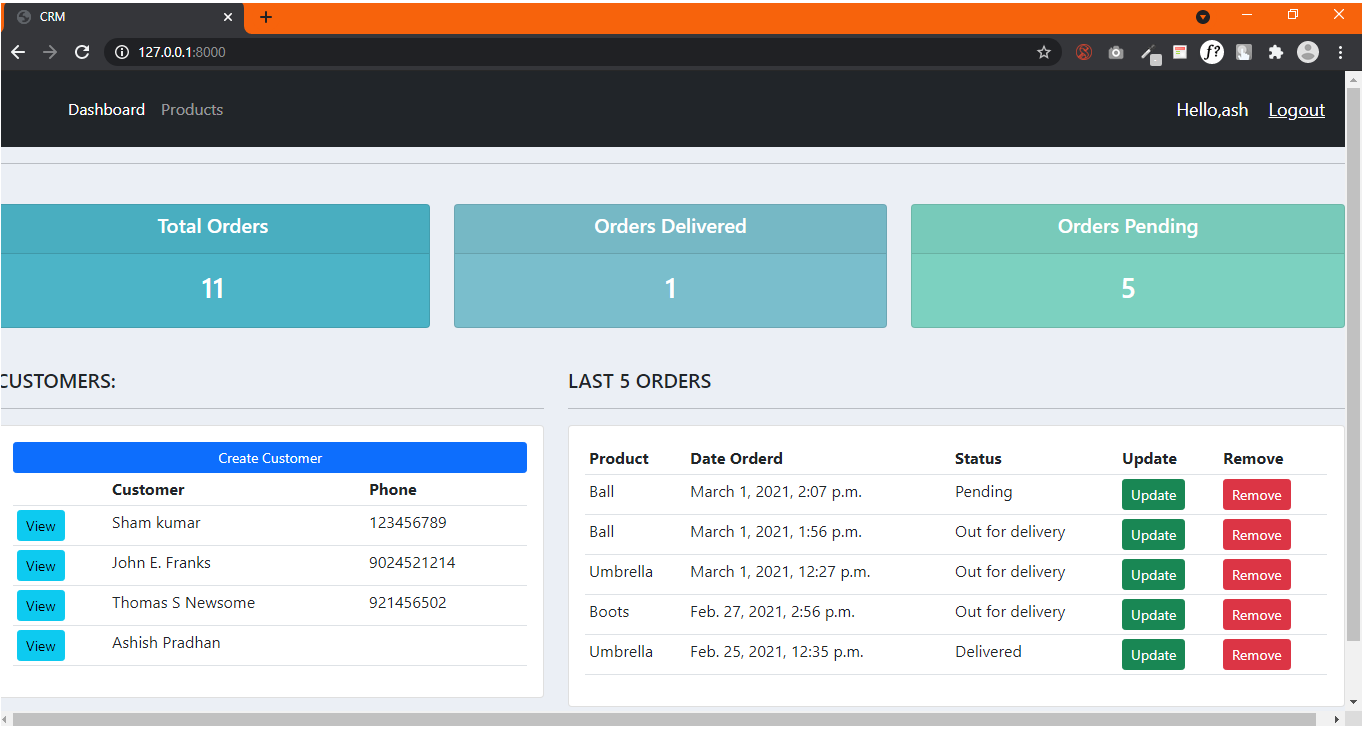 CRM
127.0.0.1:8000
f?
Dashboard Products Hello,ash Logout
Total Orders Orders Delivered Orders Pending
11 1 5
CUSTOMERS:
Create Customer
Customer Phone
View Sham kumar 123456789
View John E. Franks 9024521214
View Thomas S Newsome 921456502
View Ashish Pradhan
LAST 5 ORDERS
Product Date Orderd Status Update Remove
Ball March 1, 2021, 2:07 p.m. Pending Update Remove
Ball March 1, 2021, 1:56 p.m. Out for delivery Update Remove
Umbrella March 1, 2021, 12:27 p.m. Out for delivery Update Remove
Boots Feb. 27, 2021, 2:56 p.m. Out for delivery Update Remove
Umbrella Feb. 25, 2021, 12:35 p.m. Delivered Update Remove